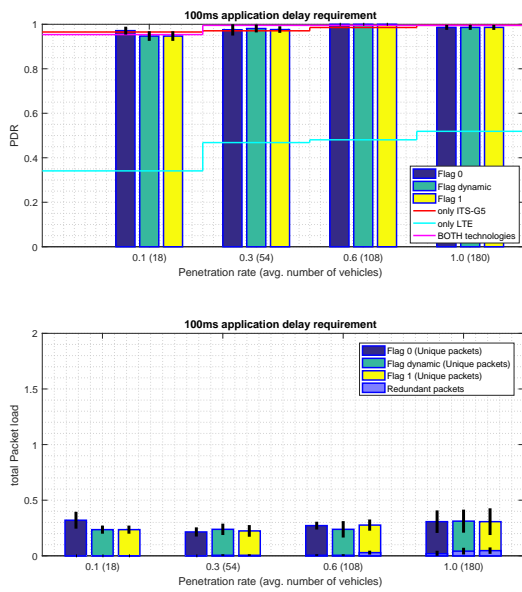 100ms application delay requirement
1
0.8
0.6
0.4
0.2
0
PDR
Flag 0
Flag dynamic
Flag 1
only ITS-G5
only LTE
BOTH technologies
0.1 (18) 0.3 (54) 0.6 (108) 1.0 (180)
Penetration rate (avg. number of vehicles)
100ms application delay requirement
2
1.5
1
0.5
0
total Packet load
Flag 0 (Unique packets)
Flag dynamic (Unique packets)
Flag 1 (Unique packets)
Redundant packets
0.1 (18) 0.3 (54) 0.6 (108) 1.0 (180)
Penetration rate (avg. number of vehicles)